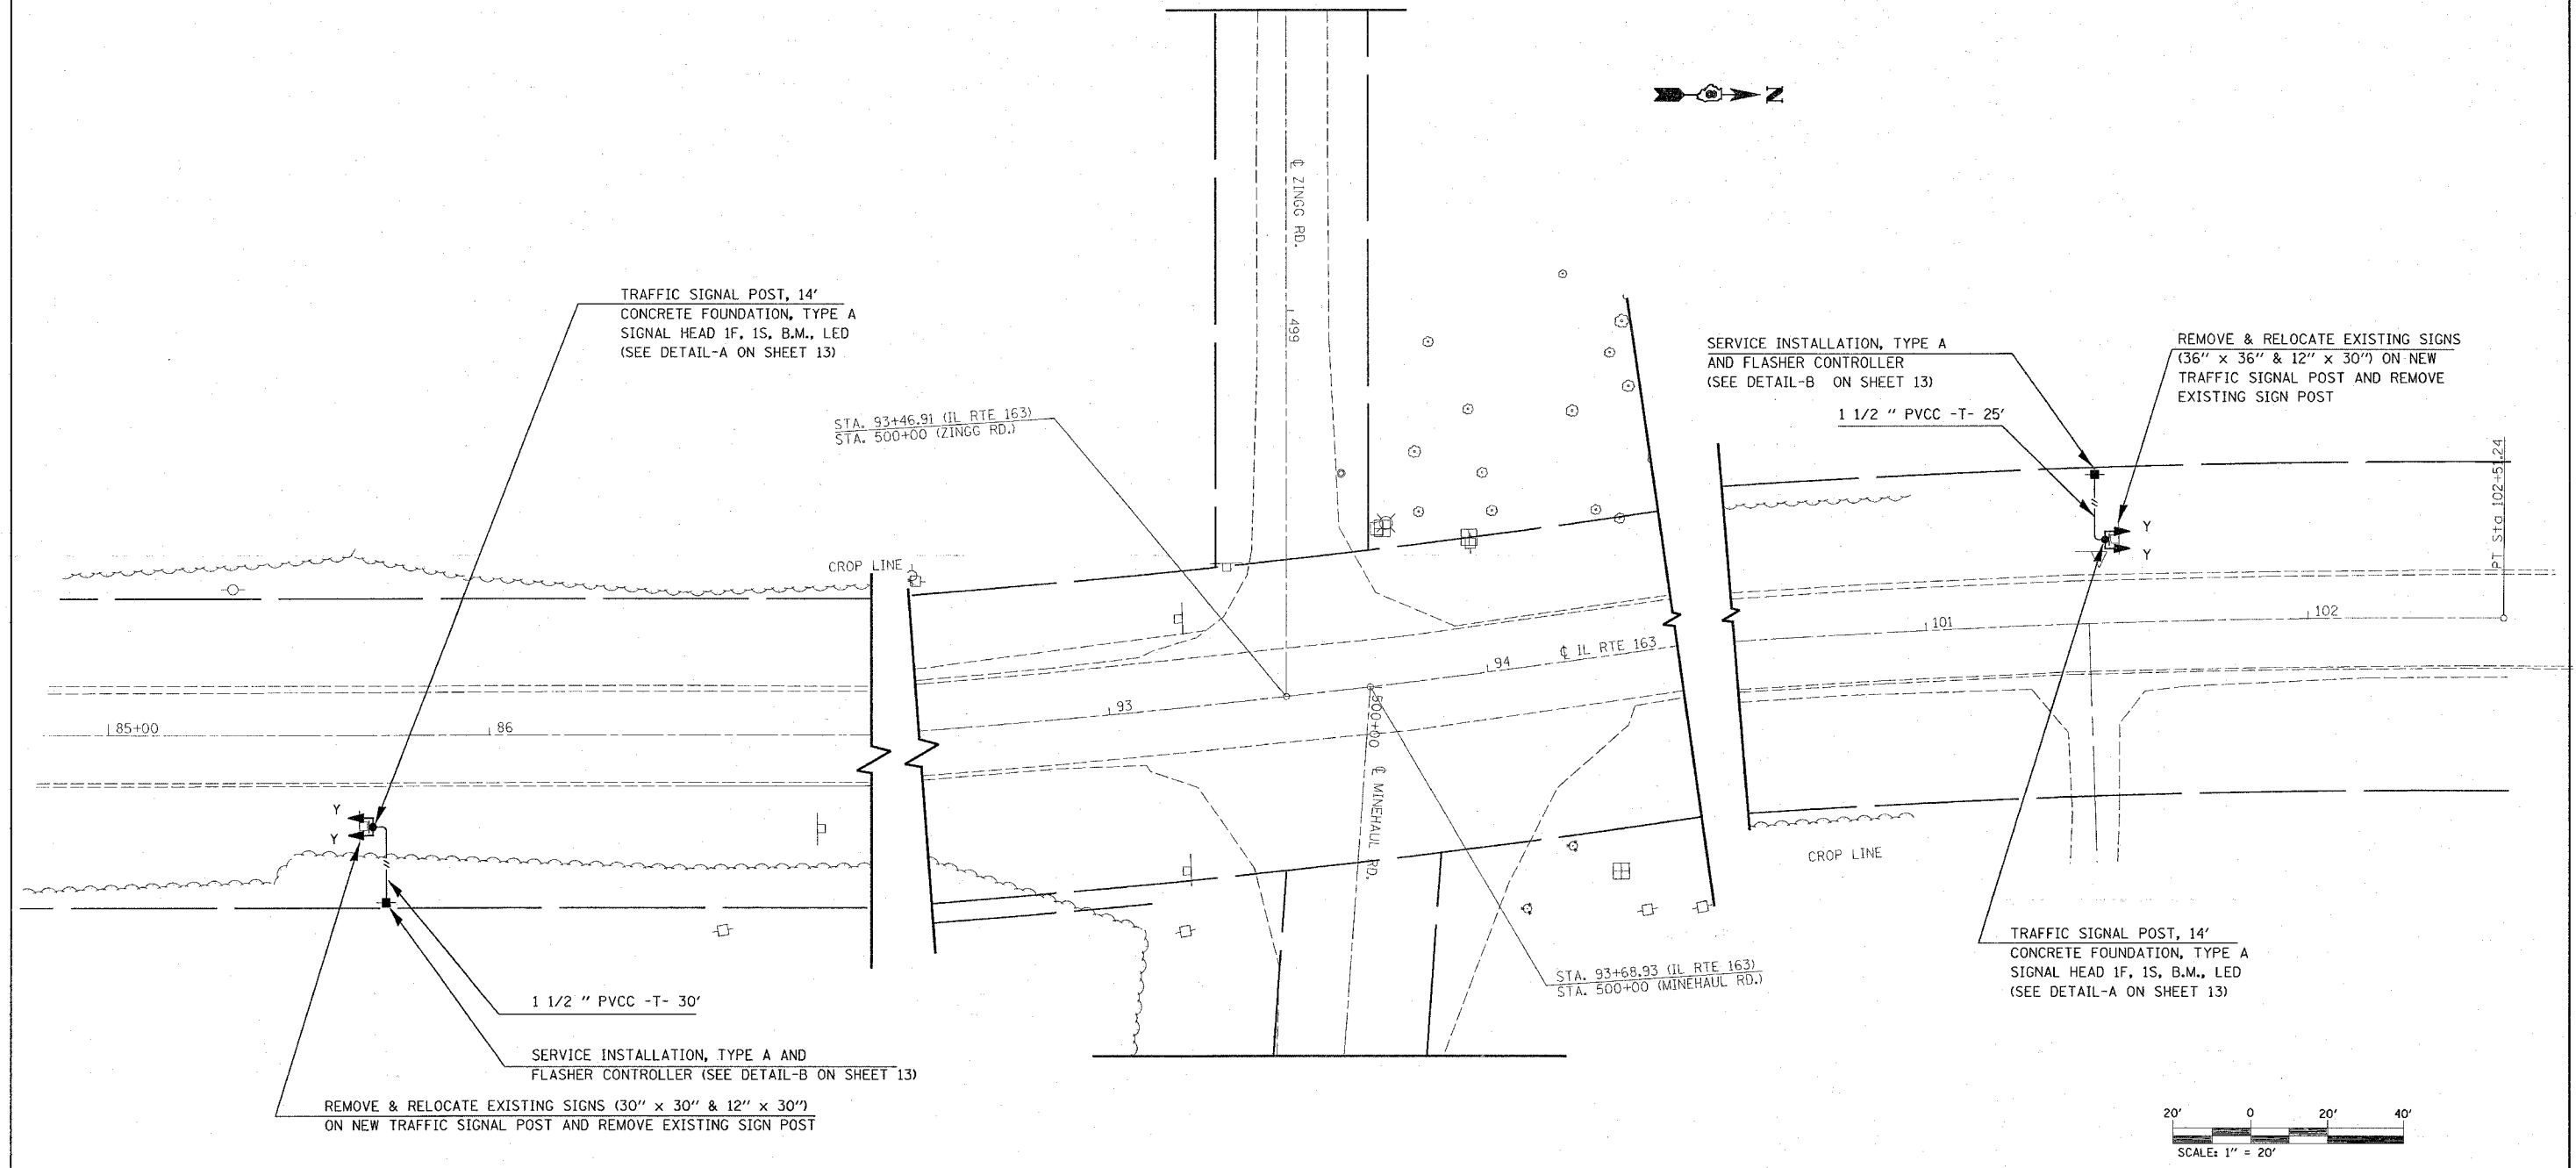 N
℄ ZINGG RD.
499
TRAFFIC SIGNAL POST, 14'
CONCRETE FOUNDATION, TYPE A
SIGNAL HEAD 1F, 1S, B.M., LED
(SEE DETAIL-A ON SHEET 13)
STA. 93+46.91 (IL RTE 163)
STA. 500+00 (ZINGG RD.)
SERVICE INSTALLATION, TYPE A
AND FLASHER CONTROLLER
(SEE DETAIL-B ON SHEET 13)
1 1/2 " PVCC -T- 25'
REMOVE & RELOCATE EXISTING SIGNS
(36" x 36" & 12" x 30") ON NEW
TRAFFIC SIGNAL POST AND REMOVE
EXISTING SIGN POST
PT Sta 102+51.24
Y
Y
CROP LINE
85+00
86
93
94
℄ IL RTE 163
101
102
500+00
℄ MINEHAUL RD.
Y
Y
CROP LINE
STA. 93+68.93 (IL RTE 163)
STA. 500+00 (MINEHAUL RD.)
TRAFFIC SIGNAL POST, 14'
CONCRETE FOUNDATION, TYPE A
SIGNAL HEAD 1F, 1S, B.M., LED
(SEE DETAIL-A ON SHEET 13)
1 1/2 " PVCC -T- 30'
SERVICE INSTALLATION, TYPE A AND
FLASHER CONTROLLER (SEE DETAIL-B ON SHEET 13)
REMOVE & RELOCATE EXISTING SIGNS (30" x 30" & 12" x 30")
ON NEW TRAFFIC SIGNAL POST AND REMOVE EXISTING SIGN POST
20' 0 20' 40'
SCALE: 1" = 20'